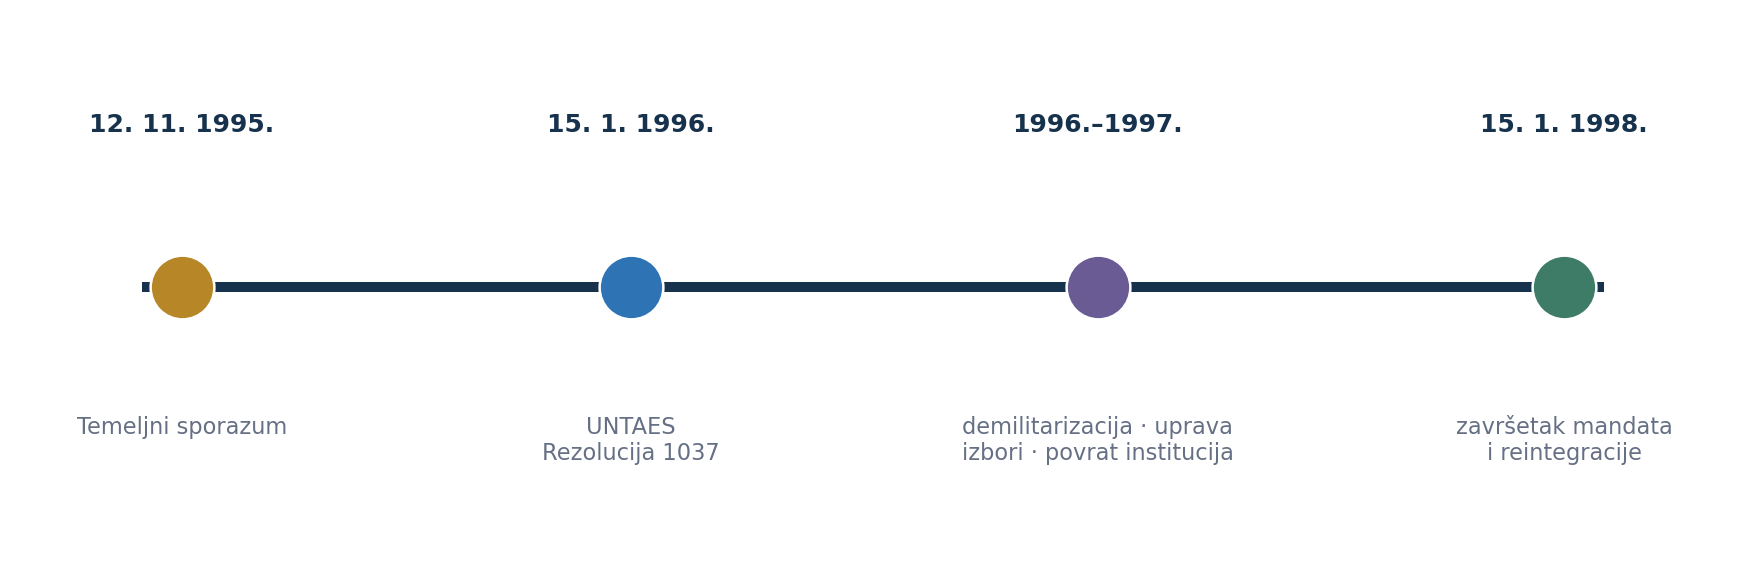 12. 11. 1995.
15. 1. 1996.
1996.–1997.
15. 1. 1998.
Temeljni sporazum
UNTAES
Rezolucija 1037
demilitarizacija · uprava
izbori · povrat institucija
završetak mandata
i reintegracije